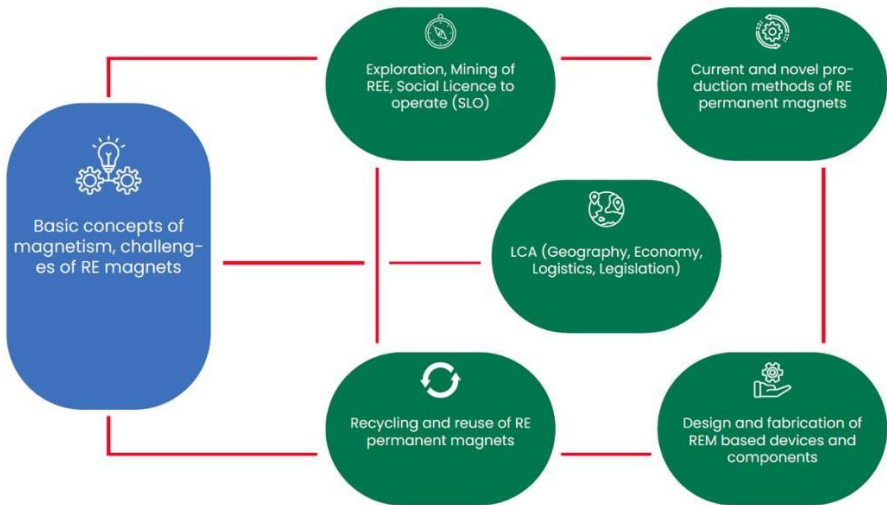 Exploration, Mining of
REE, Social Licence to
operate (SLO)
Current and novel pro-
duction methods of RE
permanent magnets
Basic concepts of
magnetism, challeng-
es of RE magnets
LCA (Geography, Economy,
Logistics, Legislation)
Recycling and reuse of RE
permanent magnets
Design and fabrication of
REM based devices and
components